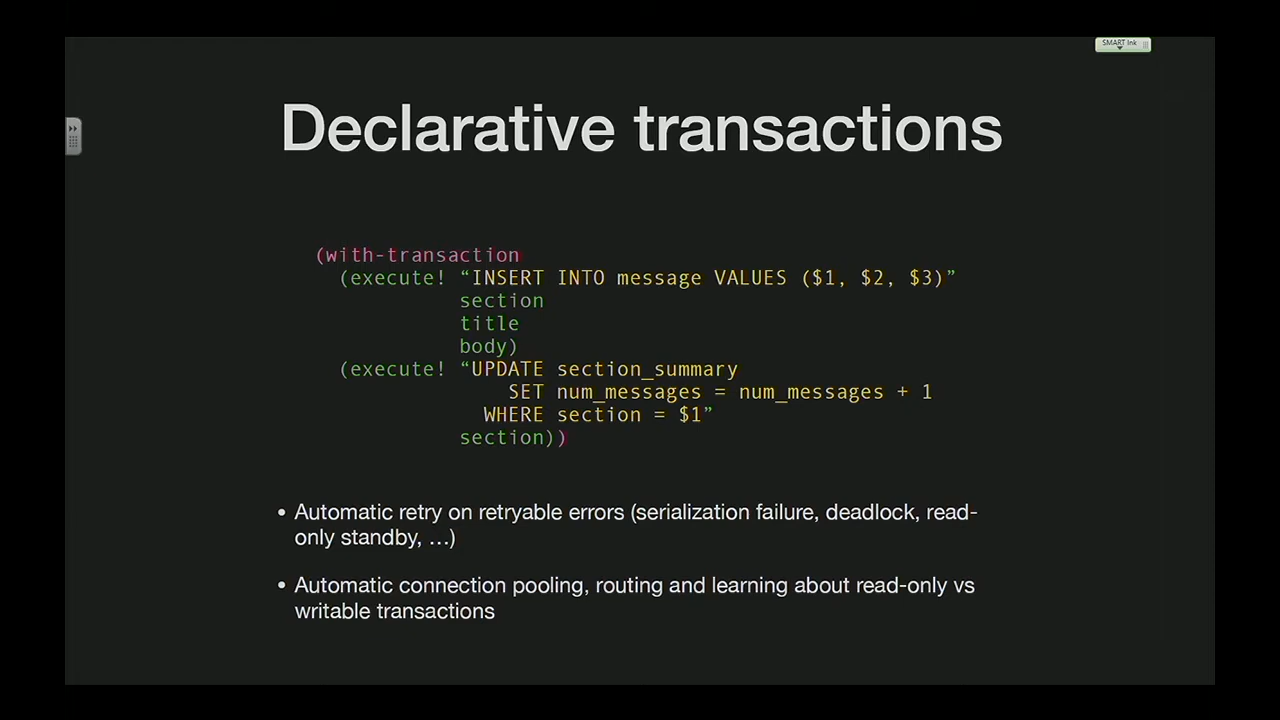 SMART Ink
Declarative transactions
(with-transaction
(execute! “INSERT INTO message VALUES ($1, $2, $3)”
section
title
body)
(execute! “UPDATE section_summary
SET num_messages = num_messages + 1
WHERE section = $1”
section))
• Automatic retry on retryable errors (serialization failure, deadlock, read-
only standby, …)
• Automatic connection pooling, routing and learning about read-only vs
writable transactions